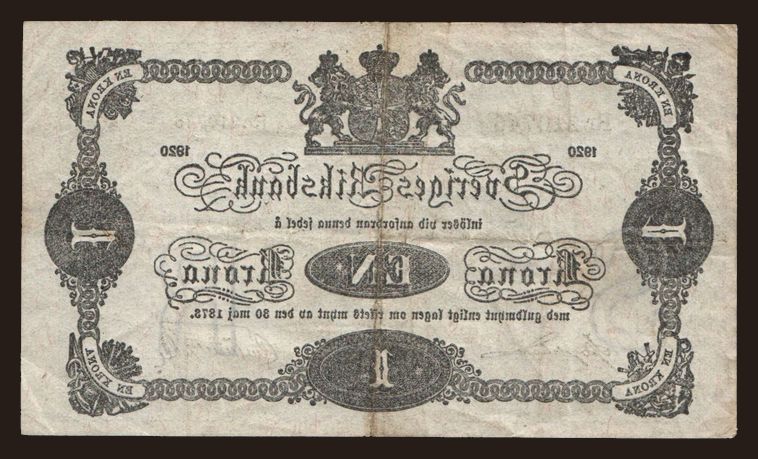 EN KRONA EN KRONA
1920 1920
Sveriges Riksbank
inlöser vid anfordran denna sedel å
1 Krona EN Krona 1
med guldmynt enligt lagen om rikets mynt av den 30 maj 1873.
EN KRONA 1 EN KRONA